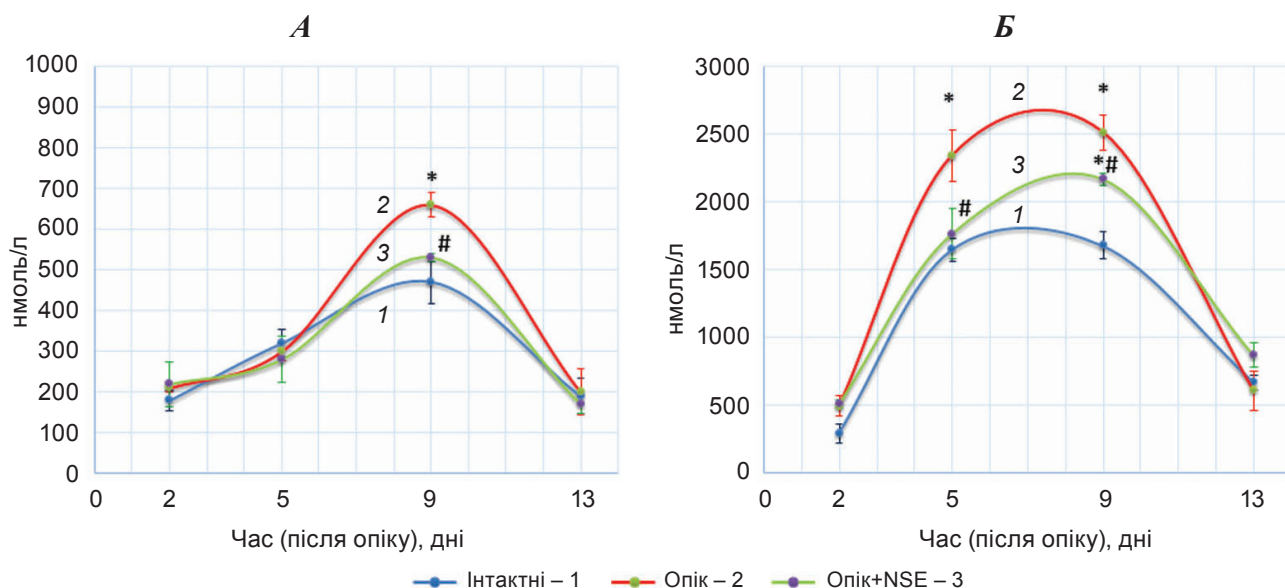 А
нмоль/л
1000
900
800
700
600
500
400
300
200
100
0
*
2
3
#
1
0 2 5 9 13
Час (після опіку), дні
Б
нмоль/л
3000
2500
2000
1500
1000
500
0
* 2 *
3 *#
# 1
0 2 5 9 13
Час (після опіку), дні
Інтактні – 1 Опік – 2 Опік+NSE – 3